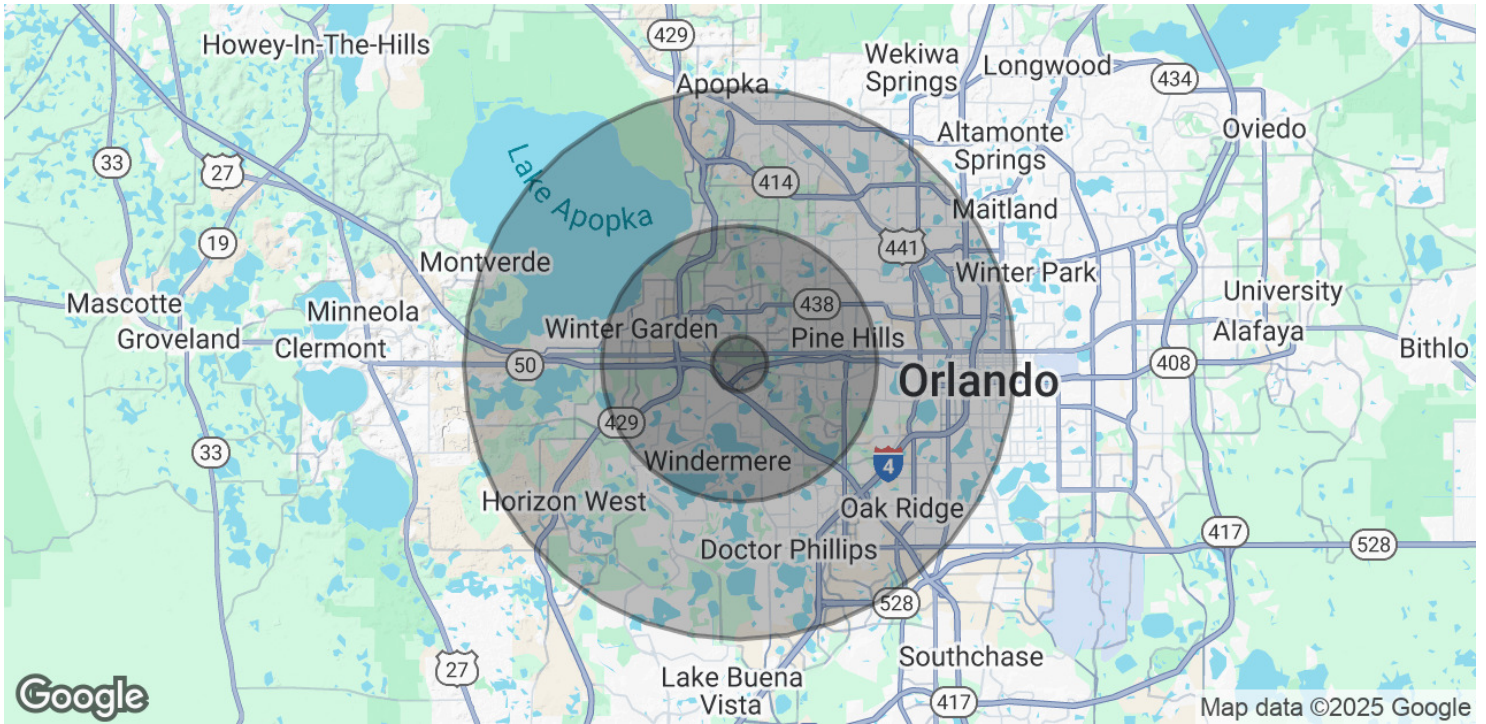 429
Howey-In-The-Hills
Wekiwa
Springs
Longwood
434
Apopka
Altamonte
Springs
Oviedo
33
27
Lake Apopka
414
Maitland
19
441
Montverde
Winter Park
Mascotte
Minneola
438
University
Groveland
Winter Garden
Pine Hills
Alafaya
Clermont
50
408
Bithlo
Orlando
429
33
Windermere
4
Horizon West
Oak Ridge
417
528
Doctor Phillips
528
27
Southchase
Lake Buena
Vista
417
Google
Map data ©2025 Google